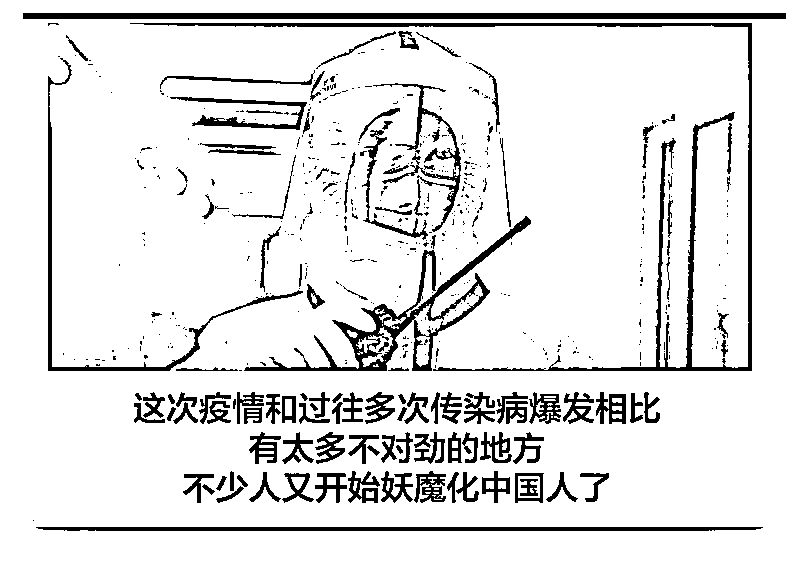 这次疫情和过往多次传染病爆发相比
有太多不对劲的地方
不少人又开始妖魔化中国人了